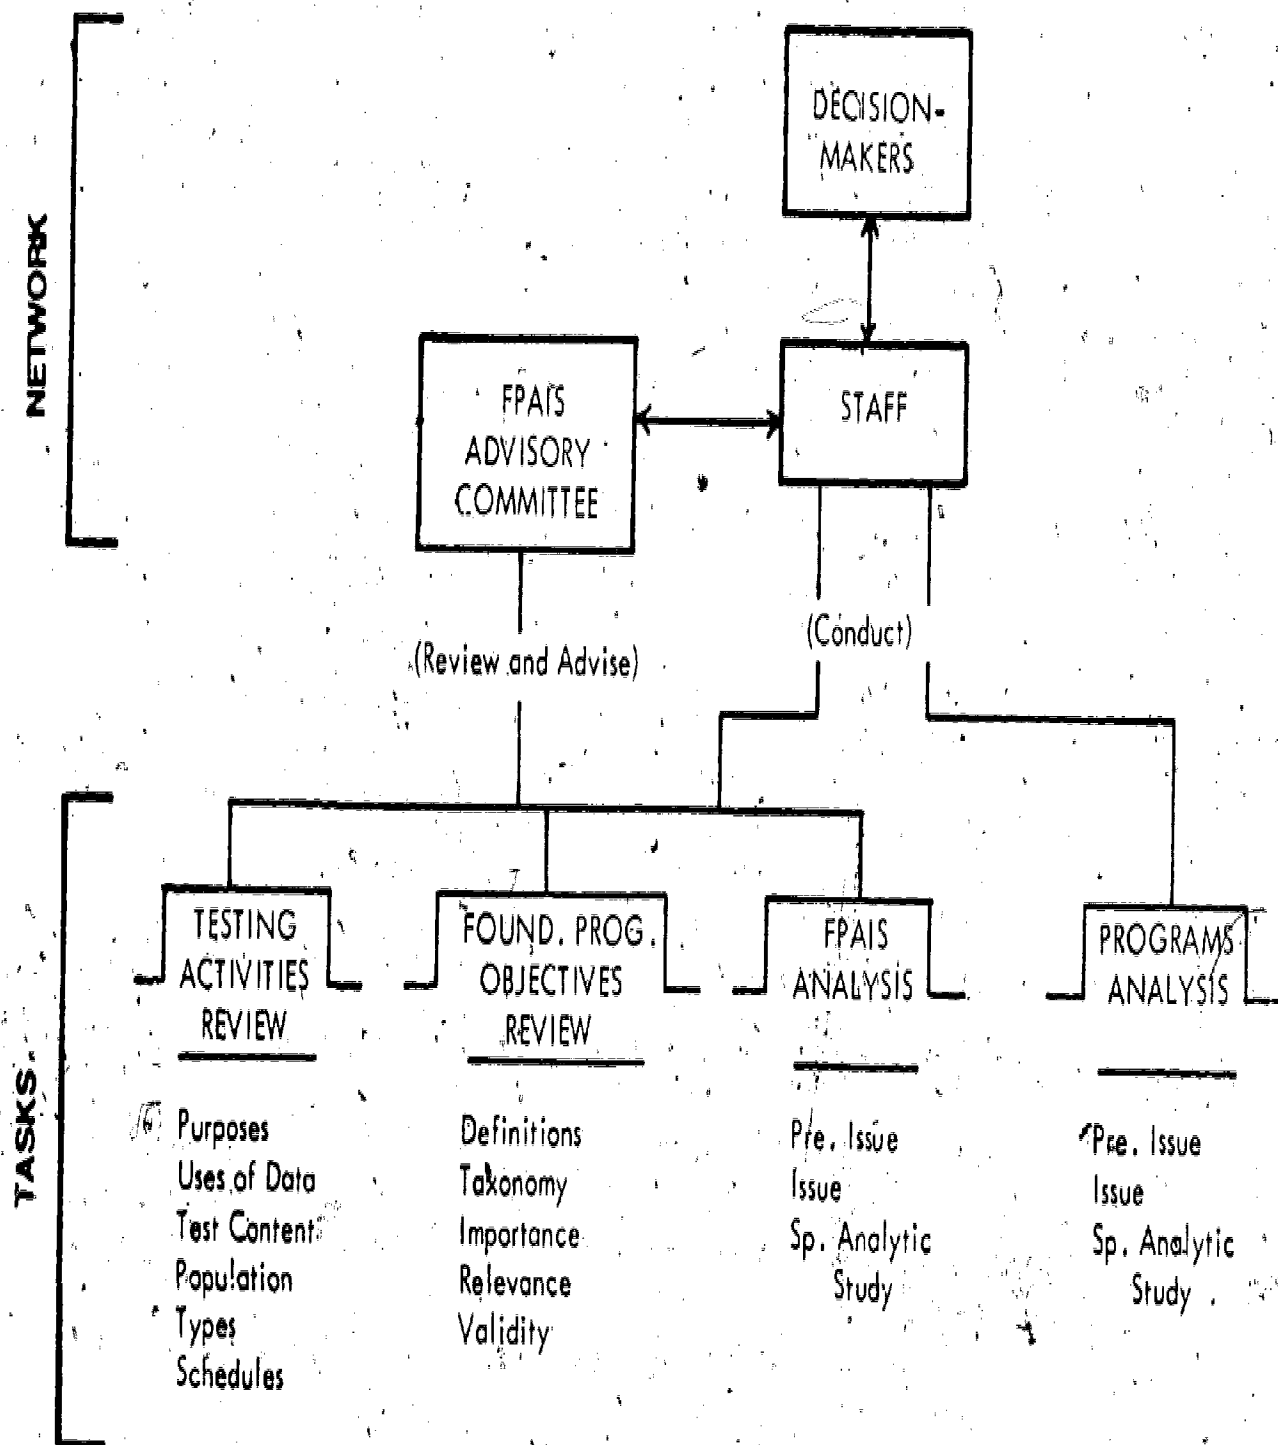 NETWORK
DECISION-
MAKERS
FPAIS
ADVISORY
COMMITTEE
STAFF
(Review and Advise)
(Conduct)
TASKS
TESTING
ACTIVITIES
REVIEW
Purposes
Uses of Data
Test Content
Population
Types
Schedules
FOUND. PROG.
OBJECTIVES
REVIEW
Definitions
Taxonomy
Importance
Relevance
Validity
FPAIS
ANALYSIS
Pre. Issue
Issue
Sp. Analytic
Study
PROGRAMS
ANALYSIS
Pre. Issue
Issue
Sp. Analytic
Study